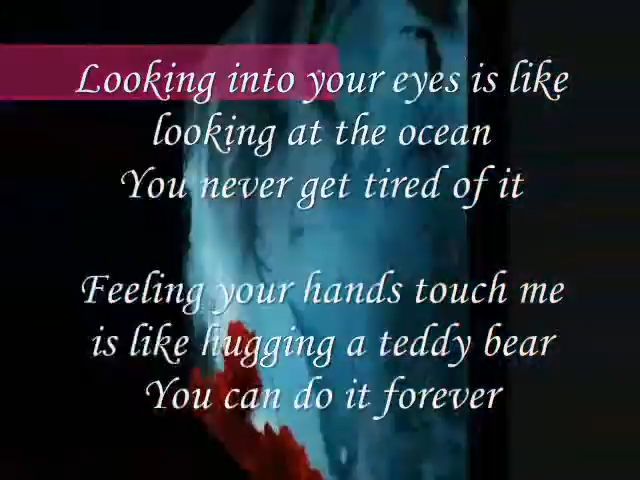 Looking into your eyes is like
looking at the ocean
You never get tired of it
Feeling your hands touch me
is like hugging a teddy bear
You can do it forever